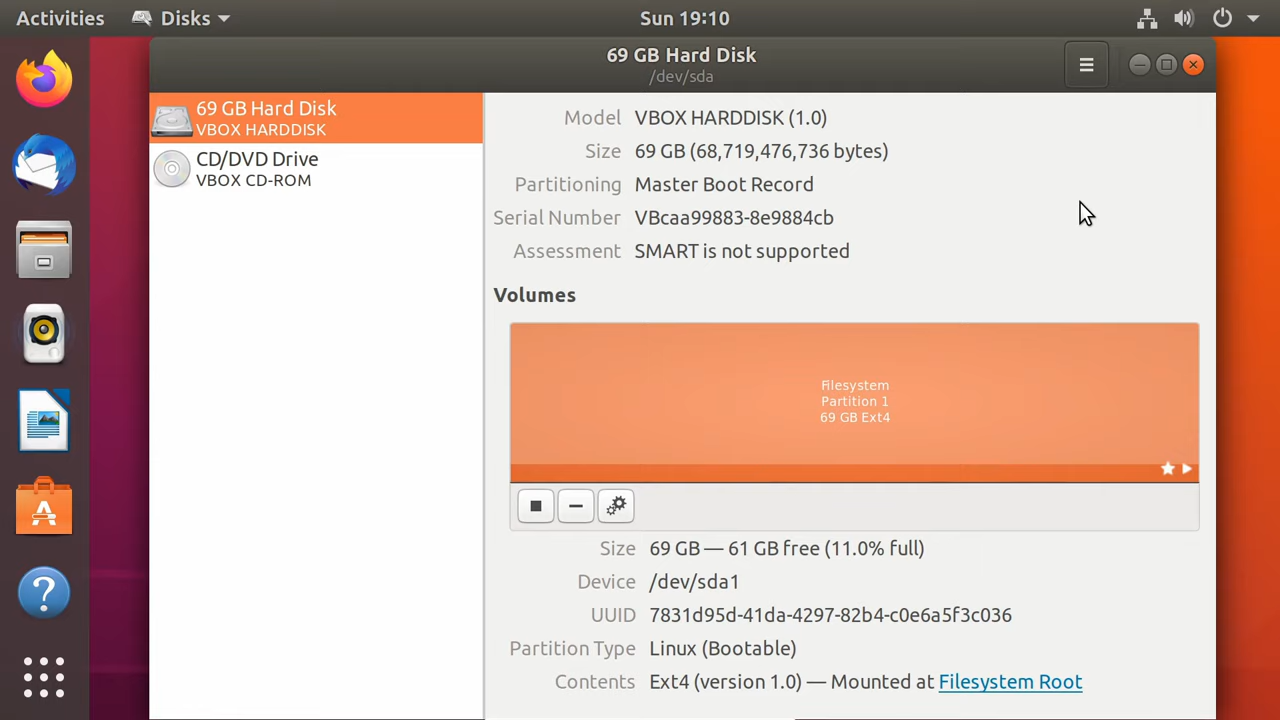 Activities
Disks
Sun 19:10
69 GB Hard Disk
/dev/sda
69 GB Hard Disk
VBOX HARDDISK
CD/DVD Drive
VBOX CD-ROM
Model VBOX HARDDISK (1.0)
Size 69 GB (68,719,476,736 bytes)
Partitioning Master Boot Record
Serial Number VBcaa99883-8e9884cb
Assessment SMART is not supported
Volumes
Filesystem
Partition 1
69 GB Ext4
Size 69 GB — 61 GB free (11.0% full)
Device /dev/sda1
UUID 7831d95d-41da-4297-82b4-c0e6a5f3c036
Partition Type Linux (Bootable)
Contents Ext4 (version 1.0) — Mounted at Filesystem Root